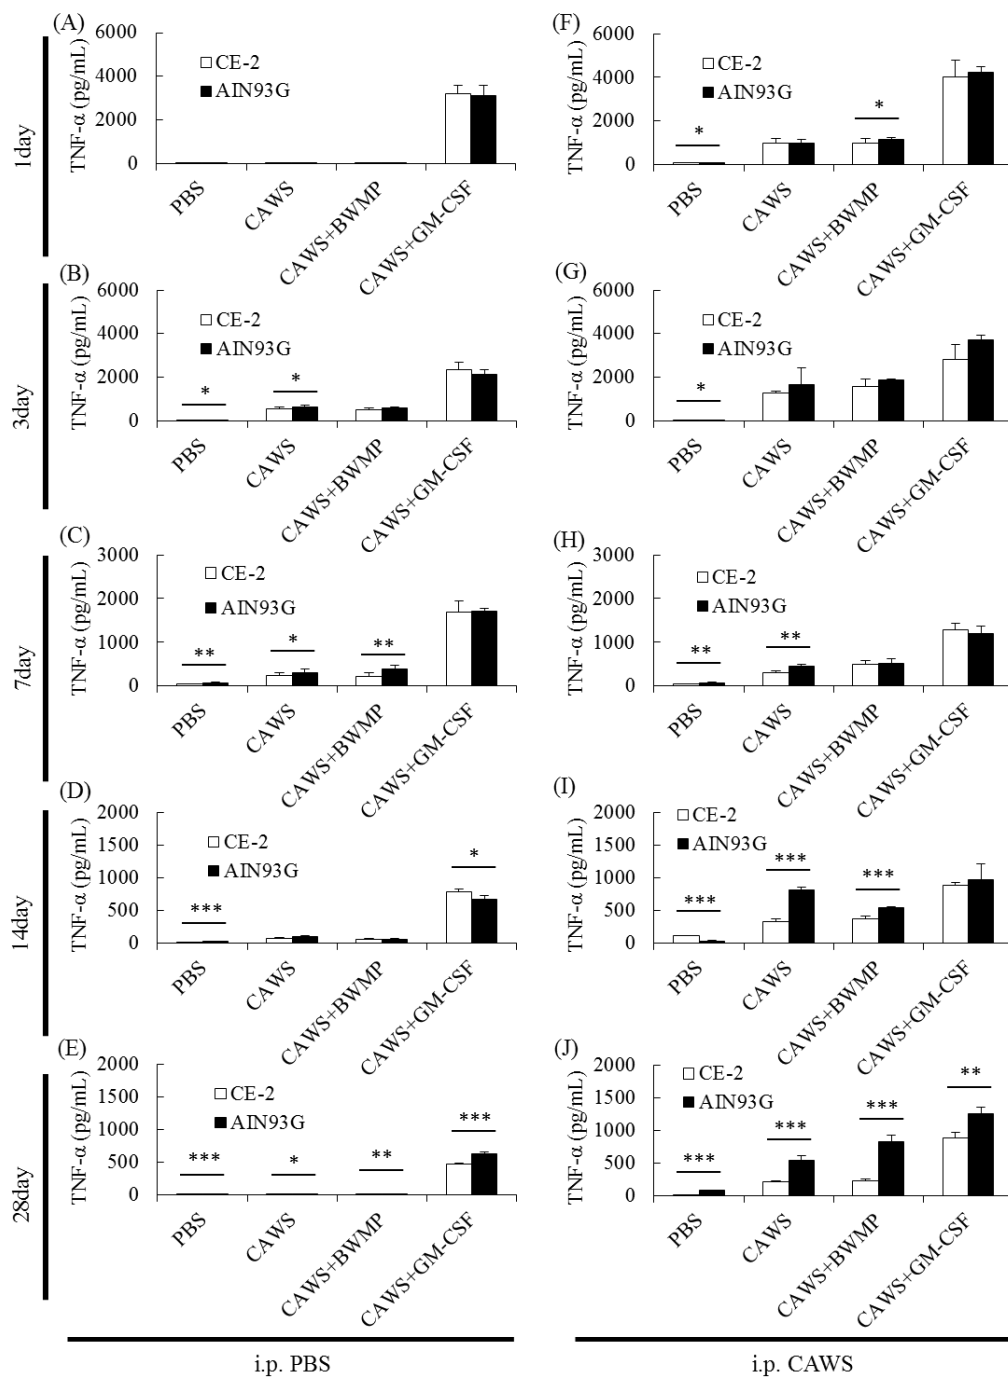 (A)
TNF-α (pg/mL)
6000
4000
2000
0
CE-2
AIN93G
PBS
CAWS
CAWS+BWMP
CAWS+GM-CSF
(F)
TNF-α (pg/mL)
6000
4000
2000
0
CE-2
AIN93G
*
*
PBS
CAWS
CAWS+BWMP
CAWS+GM-CSF
1day
(B)
TNF-α (pg/mL)
6000
4000
2000
0
CE-2
AIN93G
*
*
PBS
CAWS
CAWS+BWMP
CAWS+GM-CSF
(G)
TNF-α (pg/mL)
6000
4000
2000
0
CE-2
AIN93G
*
PBS
CAWS
CAWS+BWMP
CAWS+GM-CSF
3day
(C)
TNF-α (pg/mL)
3000
2000
1000
0
CE-2
AIN93G
**
*
**
PBS
CAWS
CAWS+BWMP
CAWS+GM-CSF
(H)
TNF-α (pg/mL)
3000
2000
1000
0
CE-2
AIN93G
**
**
PBS
CAWS
CAWS+BWMP
CAWS+GM-CSF
7day
(D)
TNF-α (pg/mL)
2000
1500
1000
500
0
CE-2
AIN93G
***
*
PBS
CAWS
CAWS+BWMP
CAWS+GM-CSF
(I)
TNF-α (pg/mL)
2000
1500
1000
500
0
CE-2
AIN93G
***
***
***
PBS
CAWS
CAWS+BWMP
CAWS+GM-CSF
14day
(E)
TNF-α (pg/mL)
2000
1500
1000
500
0
CE-2
AIN93G
***
*
**
***
PBS
CAWS
CAWS+BWMP
CAWS+GM-CSF
(J)
TNF-α (pg/mL)
2000
1500
1000
500
0
CE-2
AIN93G
***
***
***
**
PBS
CAWS
CAWS+BWMP
CAWS+GM-CSF
28day
i.p. PBS
i.p. CAWS